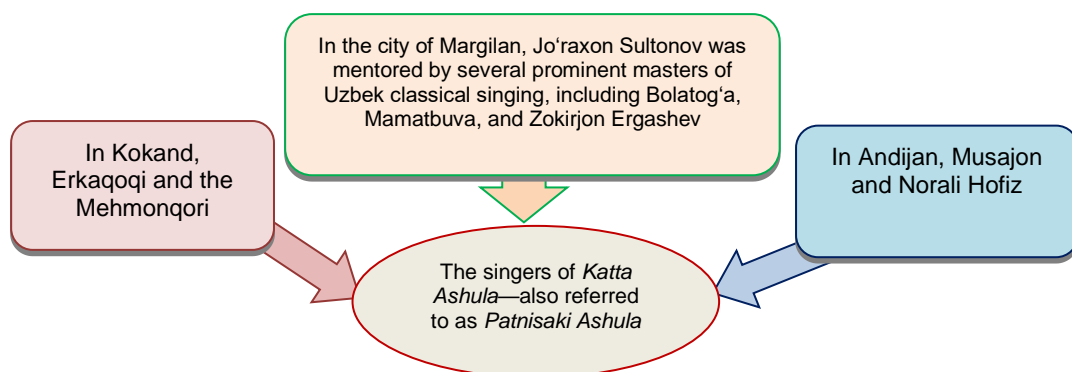 In the city of Margilan, Jo‘raxon Sultonov was
mentored by several prominent masters of
Uzbek classical singing, including Bolatog‘a,
Mamatbuva, and Zokirjon Ergashev
In Kokand,
Erkaqoqi and the
Mehmonqori
In Andijan, Musajon
and Norali Hofiz
The singers of Katta
Ashula—also referred
to as Patnisaki Ashula